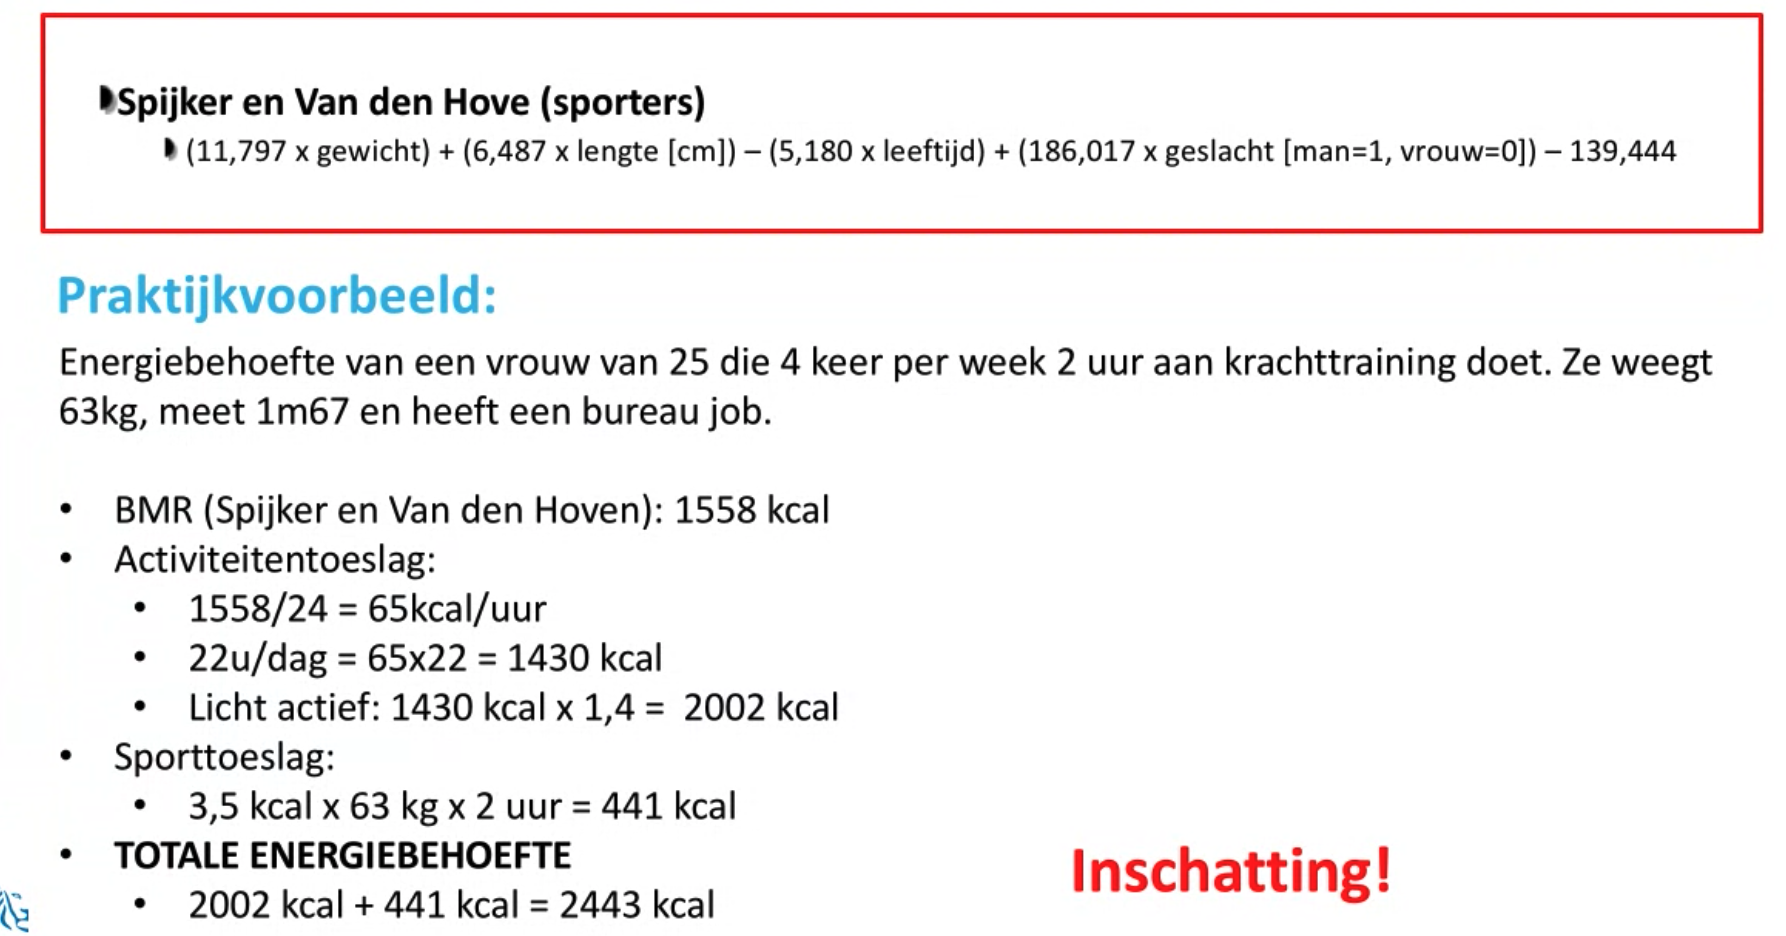 Spijker en Van den Hove (sporters)
(11,797 x gewicht) + (6,487 x lengte [cm]) – (5,180 x leeftijd) + (186,017 x geslacht [man=1, vrouw=0]) – 139,444
Praktijkvoorbeeld:
Energiebehoefte van een vrouw van 25 die 4 keer per week 2 uur aan krachttraining doet. Ze weegt
63kg, meet 1m67 en heeft een bureau job.
• BMR (Spijker en Van den Hoven): 1558 kcal
• Activiteitentoeslag:
• 1558/24 = 65kcal/uur
• 22u/dag = 65x22 = 1430 kcal
• Licht actief: 1430 kcal x 1,4 = 2002 kcal
• Sporttoeslag:
• 3,5 kcal x 63 kg x 2 uur = 441 kcal
• TOTALE ENERGIEBEHOEFTE
• 2002 kcal + 441 kcal = 2443 kcal
Inschatting!